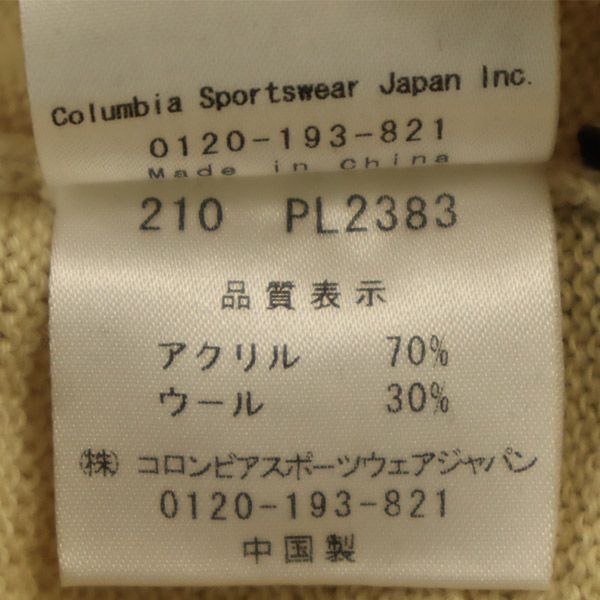 Columbia Sportswear Japan Inc.
0120-193-821
Made in China
210 PL2383
品質表示
アクリル 70%
ウール 30%
(株) コロンビアスポーツウェアジャパン
0120-193-821
中国製